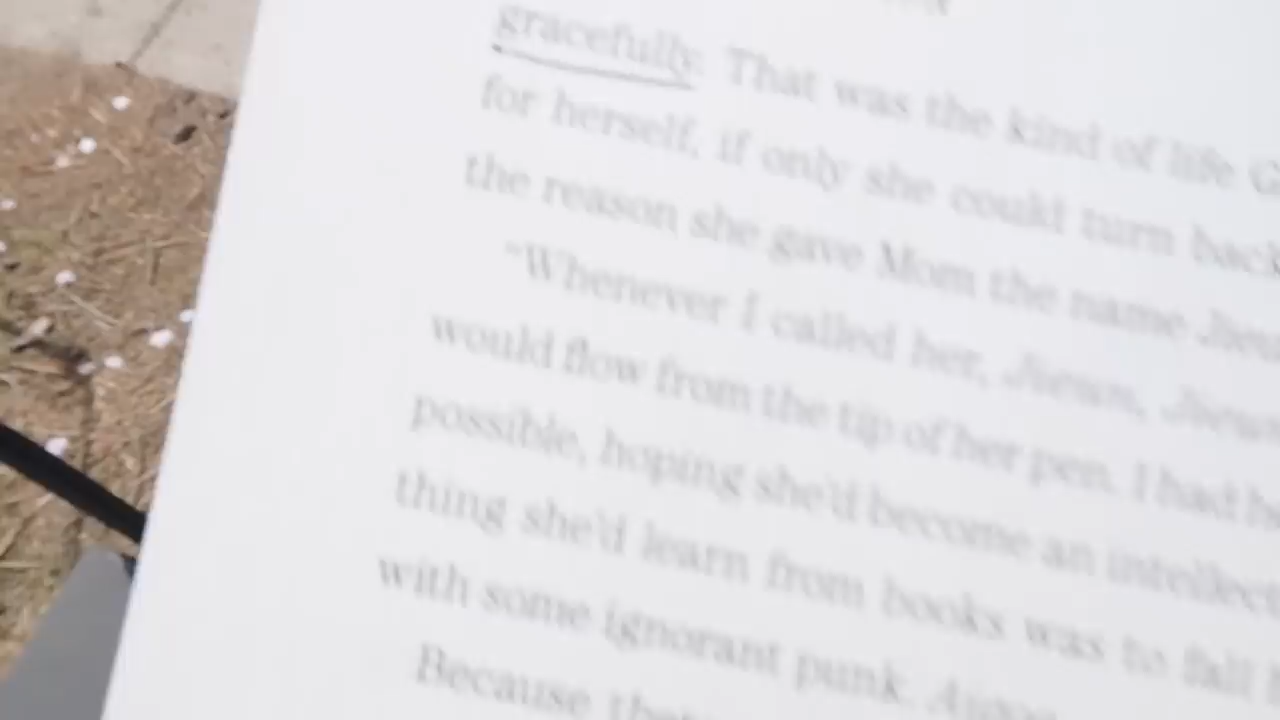 gracefully. That was the kind of life
for herself, if only she could turn back
the reason she gave Mom the name
"Whenever I called her,
would flow from the tip of her pen. I had
possible, hoping she'd become an
thing she'd learn from books was to fall
with some ignorant punk.
Because